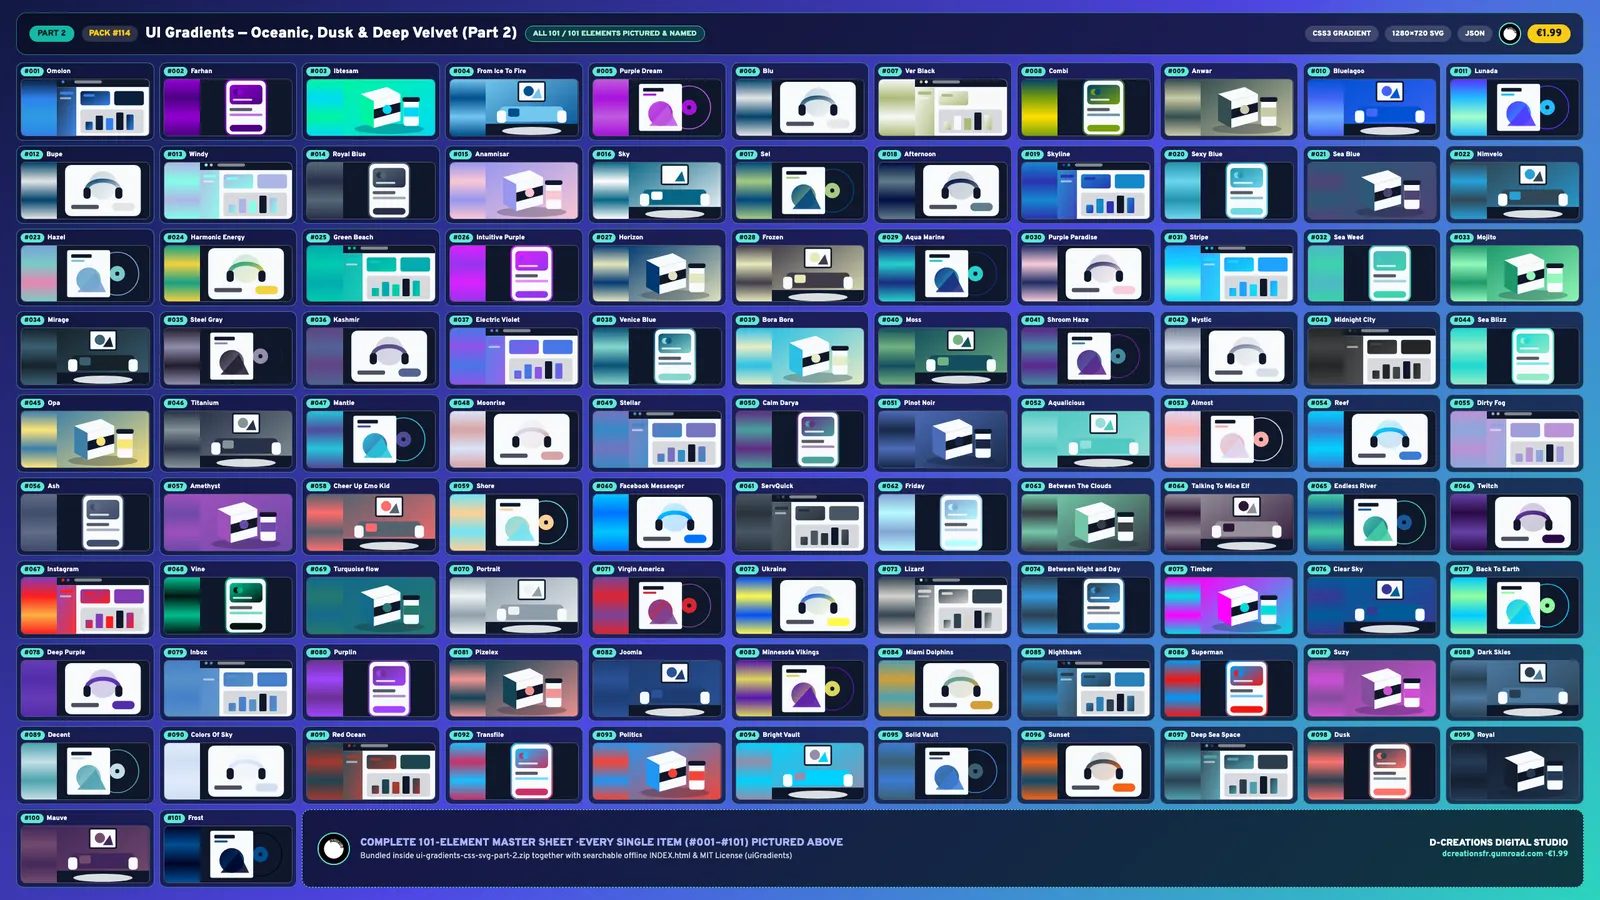 PART 2
PACK #114
UI Gradients — Oceanic, Dusk & Deep Velvet (Part 2)
ALL 101 / 101 ELEMENTS PICTURED & NAMED
CSS3 GRADIENT
1280×720 SVG
JSON
€1.99
#001 Omolon
#002 Farhan
#003 Ibtesam
#004 From Ice To Fire
#005 Purple Dream
#006 Blu
#007 Ver Black
#008 Combi
#009 Anwar
#010 Bluelagoo
#011 Lunada
#012 Bupe
#013 Windy
#014 Royal Blue
#015 Anamnisar
#016 Sky
#017 Sel
#018 Afternoon
#019 Skyline
#020 Sexy Blue
#021 Sea Blue
#022 Nimvelo
#023 Hazel
#024 Harmonic Energy
#025 Green Beach
#026 Intuitive Purple
#027 Horizon
#028 Frozen
#029 Aqua Marine
#030 Purple Paradise
#031 Stripe
#032 Sea Weed
#033 Mojito
#034 Mirage
#035 Steel Gray
#036 Kashmir
#037 Electric Violet
#038 Venice Blue
#039 Bora Bora
#040 Moss
#041 Shroom Haze
#042 Mystic
#043 Midnight City
#044 Sea Blizz
#045 Opa
#046 Titanium
#047 Mantle
#048 Moonrise
#049 Stellar
#050 Calm Darya
#051 Pinot Noir
#052 Aqualicious
#053 Almost
#054 Reef
#055 Dirty Fog
#056 Ash
#057 Amethyst
#058 Cheer Up Emo Kid
#059 Shore
#060 Facebook Messenger
#061 ServQuick
#062 Friday
#063 Between The Clouds
#064 Talking To Mice Elf
#065 Endless River
#066 Twitch
#067 Instagram
#068 Vine
#069 Turquoise flow
#070 Portrait
#071 Virgin America
#072 Ukraine
#073 Lizard
#074 Between Night and Day
#075 Timber
#076 Clear Sky
#077 Back To Earth
#078 Deep Purple
#079 Inbox
#080 Purplin
#081 Pizelex
#082 Joomla
#083 Minnesota Vikings
#084 Miami Dolphins
#085 Nighthawk
#086 Superman
#087 Suzy
#088 Dark Skies
#089 Decent
#090 Colors Of Sky
#091 Red Ocean
#092 Transfile
#093 Politics
#094 Bright Vault
#095 Solid Vault
#096 Sunset
#097 Deep Sea Space
#098 Dusk
#099 Royal
#100 Mauve
#101 Frost
COMPLETE 101-ELEMENT MASTER SHEET · EVERY SINGLE ITEM (#001–#101) PICTURED ABOVE
Bundled inside ui-gradients-css-svg-part-2.zip together with searchable offline INDEX.html & MIT License (uiGradients)
D-CREATIONS DIGITAL STUDIO
dcreationsfr.gumroad.com · €1.99